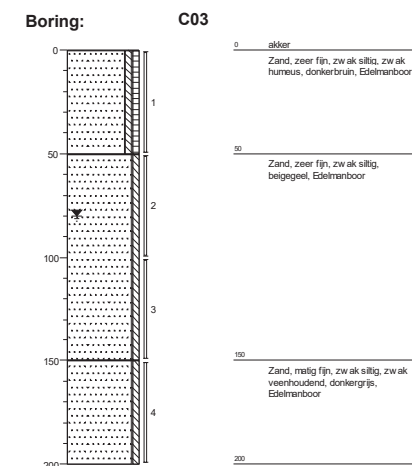 Boring: C03
0
1
50
2
100
3
150
4
200
0 akker
Zand, zeer fijn, zwak siltig, zwak
humeus, donkerbruin, Edelmanboor
50
Zand, zeer fijn, zwak siltig,
beigegeel, Edelmanboor
150
Zand, matig fijn, zwak siltig, zwak
veenhoudend, donkergrijs,
Edelmanboor
200